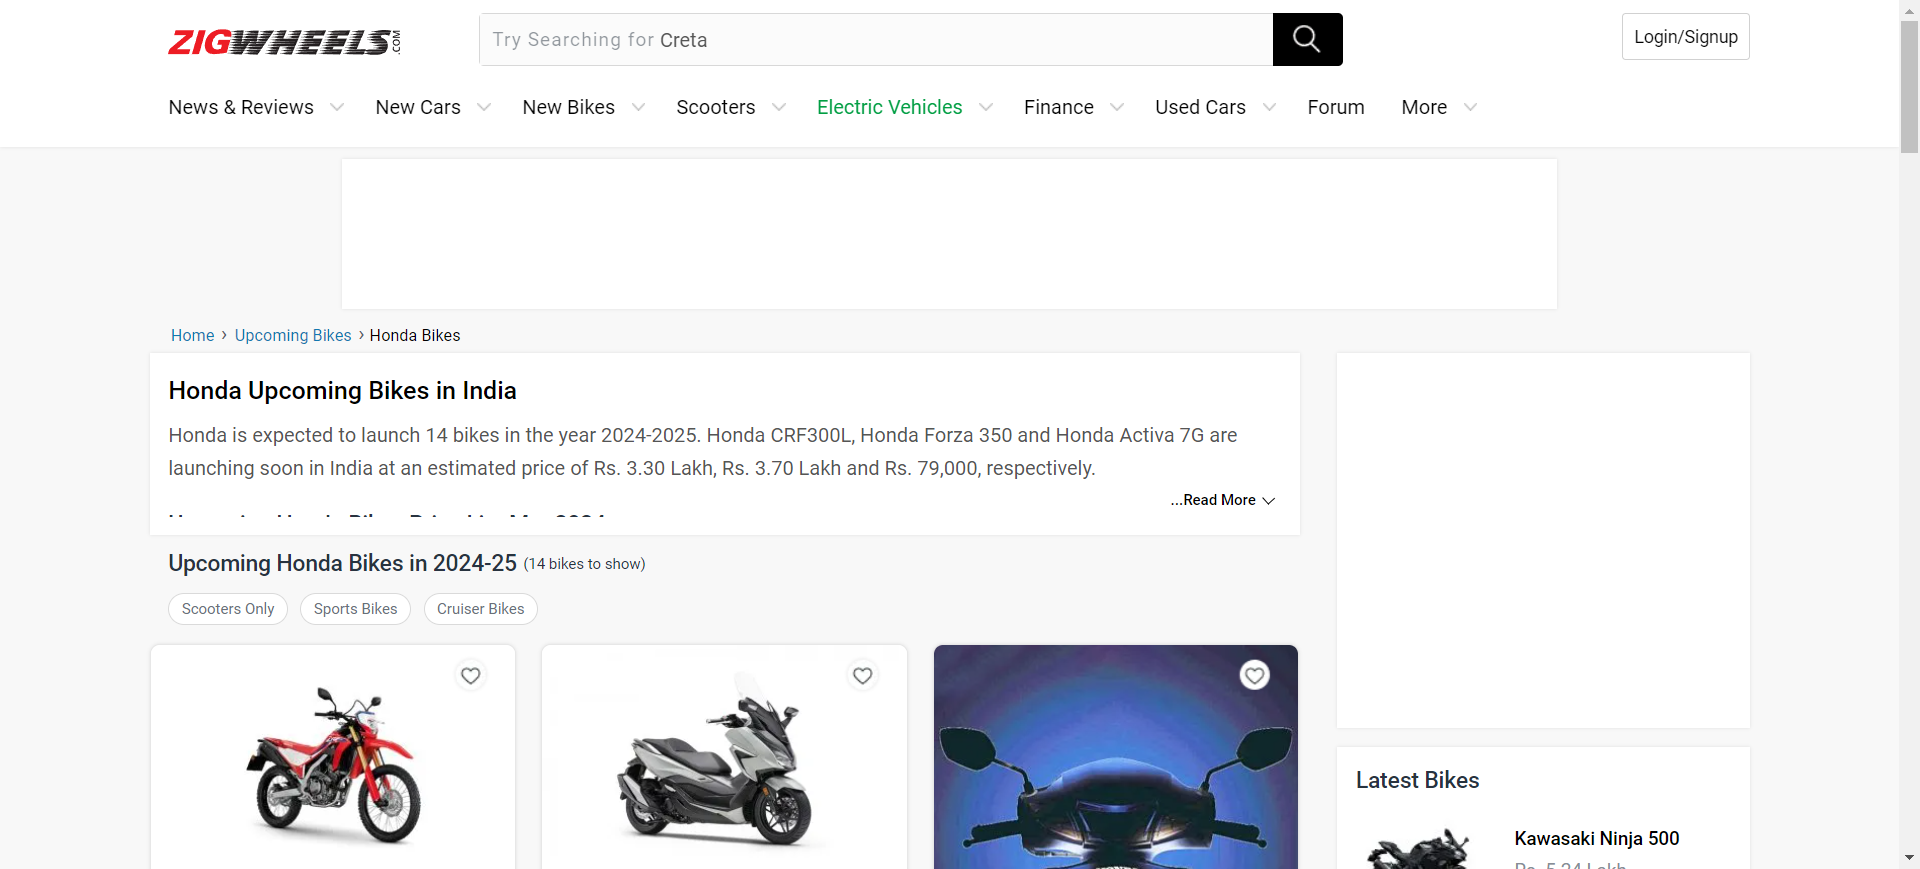 ZIGWHEELS.COM
Try Searching for Creta
Login/Signup
News & Reviews
New Cars
New Bikes
Scooters
Electric Vehicles
Finance
Used Cars
Forum
More
Home › Upcoming Bikes › Honda Bikes
Honda Upcoming Bikes in India
Honda is expected to launch 14 bikes in the year 2024-2025. Honda CRF300L, Honda Forza 350 and Honda Activa 7G are
launching soon in India at an estimated price of Rs. 3.30 Lakh, Rs. 3.70 Lakh and Rs. 79,000, respectively.
...Read More
Upcoming Honda Bikes in 2024-25 (14 bikes to show)
Scooters Only
Sports Bikes
Cruiser Bikes
Latest Bikes
Kawasaki Ninja 500
Rs. 5.24 Lakh